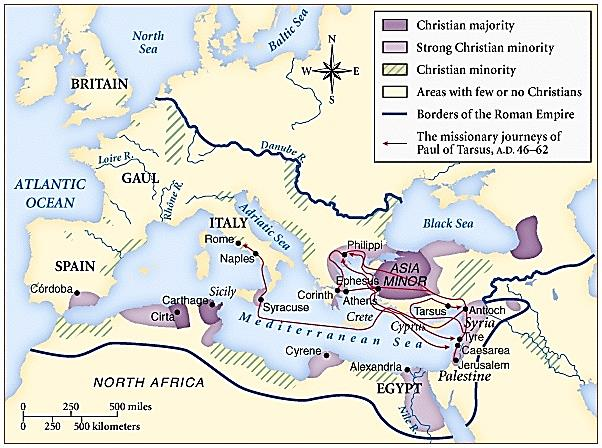 Christian majority
Strong Christian minority
Christian minority
Areas with few or no Christians
Borders of the Roman Empire
The missionary journeys of
Paul of Tarsus, A.D. 46–62
North
Sea
Baltic Sea
N
W
E
S
BRITAIN
ATLANTIC
OCEAN
Loire R.
GAUL
Rhône R.
Danube R.
Adriatic Sea
Black Sea
ITALY
Rome
Naples
SPAIN
Córdoba
Philippi
ASIA
MINOR
Ephesus
Corinth
Athens
Tarsus
Antioch
Syria
Sicily
Syracuse
Carthage
Cirta
Crete
Cyprus
Mediterranean Sea
Tyre
Caesarea
Jerusalem
Palestine
Cyrene
Alexandria
EGYPT
Nile R.
NORTH AFRICA
0 250 500 miles
0 250 500 kilometers